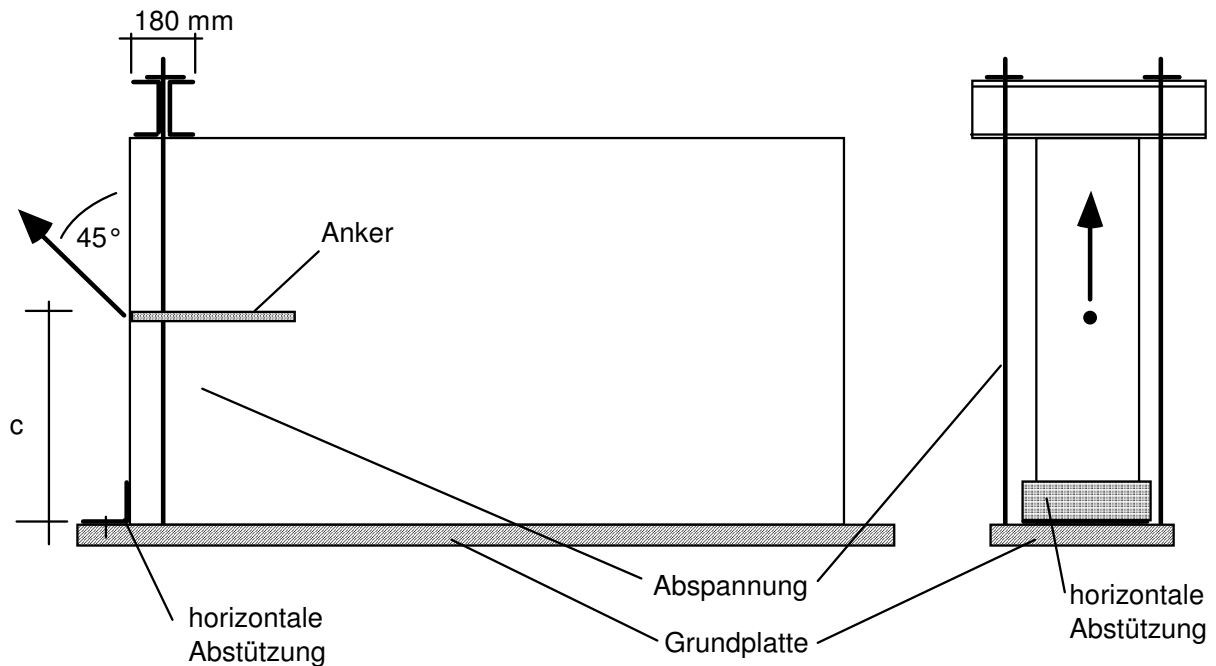 180 mm
45°
Anker
c
Abspannung
Grundplatte
horizontale
Abstützung
horizontale
Abstützung